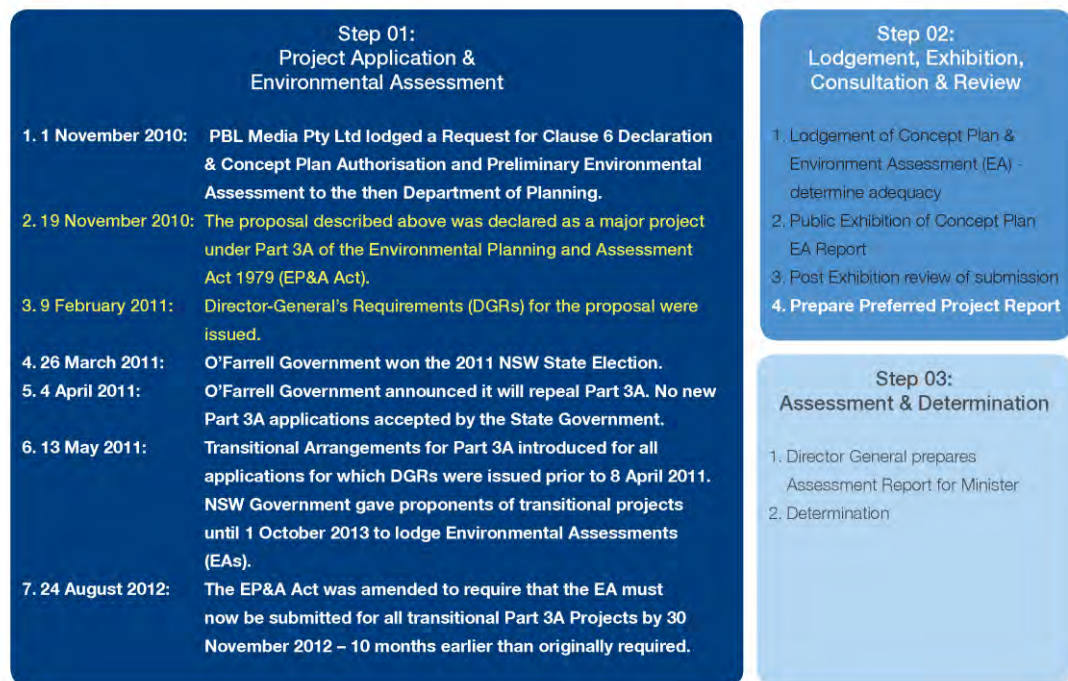 Step 01:
Project Application &
Environmental Assessment
1. 1 November 2010: PBL Media Pty Ltd lodged a Request for Clause 6 Declaration
& Concept Plan Authorisation and Preliminary Environmental
Assessment to the then Department of Planning.
2. 19 November 2010: The proposal described above was declared as a major project
under Part 3A of the Environmental Planning and Assessment
Act 1979 (EP&A Act).
3. 9 February 2011: Director-General's Requirements (DGRs) for the proposal were
issued.
4. 26 March 2011: O'Farrell Government won the 2011 NSW State Election.
5. 4 April 2011: O'Farrell Government announced it will repeal Part 3A. No new
Part 3A applications accepted by the State Government.
6. 13 May 2011: Transitional Arrangements for Part 3A introduced for all
applications for which DGRs were issued prior to 8 April 2011.
NSW Government gave proponents of transitional projects
until 1 October 2013 to lodge Environmental Assessments
(EAs).
7. 24 August 2012: The EP&A Act was amended to require that the EA must
now be submitted for all transitional Part 3A Projects by 30
November 2012 – 10 months earlier than originally required.
Step 02:
Lodgement, Exhibition,
Consultation & Review
1. Lodgement of Concept Plan &
Environment Assessment (EA) -
determine adequacy
2. Public Exhibition of Concept Plan
EA Report
3. Post Exhibition review of submission
4. Prepare Preferred Project Report
Step 03:
Assessment & Determination
1. Director General prepares
Assessment Report for Minister
2. Determination